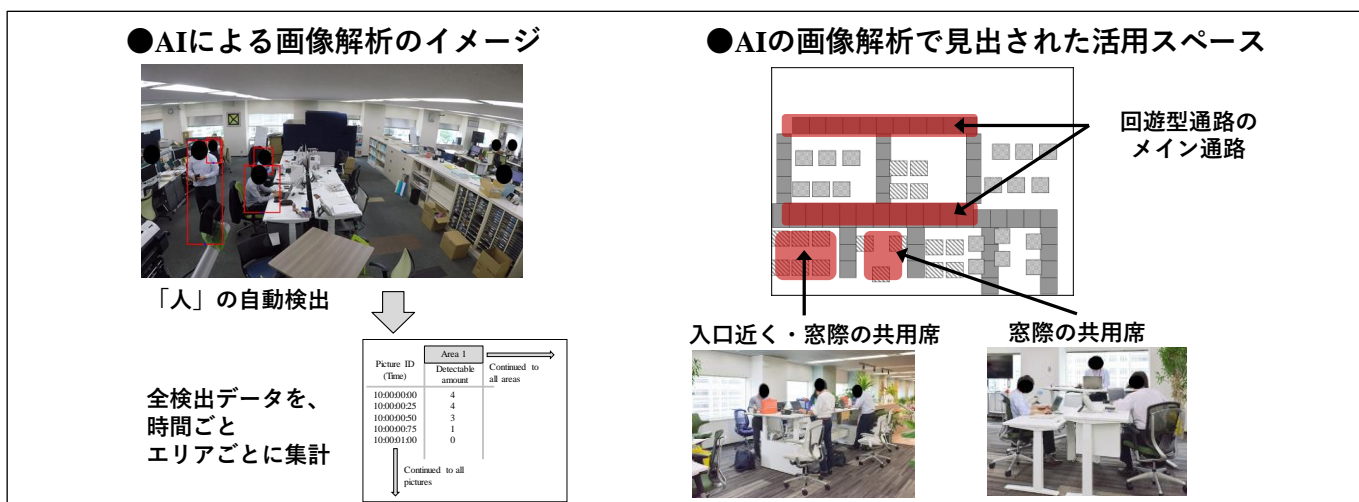 ●AIによる画像解析のイメージ
「人」の自動検出
全検出データを、
時間ごと
エリアごとに集計
Area 1
Picture ID
(Time)
Detectable
amount
Continued to
all areas
10:00:00:00 4
10:00:00:25 4
10:00:00:50 3
10:00:00:75 1
10:00:01:00 0
Continued to all
pictures
●AIの画像解析で見出された活用スペース
回遊型通路の
メイン通路
入口近く・窓際の共用席
窓際の共用席